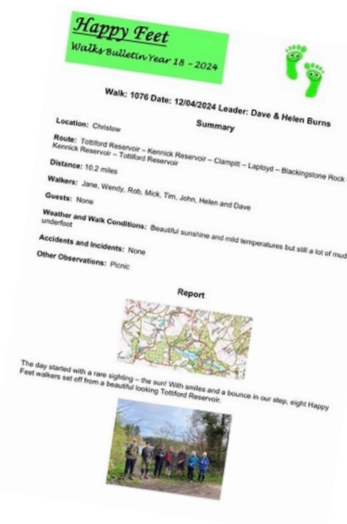 Happy Feet
Walks Bulletin Year 18 - 2024
Walk: 1076 Date: 12/04/2024 Leader: Dave & Helen Burns
Summary
Location: Christow
Route: Tottiford Reservoir – Kennick Reservoir – Clampitt – Laployd – Blackingstone Rock
Kennick Reservoir – Tottiford Reservoir
Distance: 10.2 miles
Walkers: Jane, Wendy, Rob, Mick, Tim, John, Helen and Dave
Guests: None
Weather and Walk Conditions: Beautiful sunshine and mild temperatures but still a lot of mud
underfoot
Accidents and Incidents: None
Other Observations: Picnic
Report
The day started with a rare sighting – the sun! With smiles and a bounce in our step, eight Happy
Feet walkers set off from a beautiful looking Tottiford Reservoir.